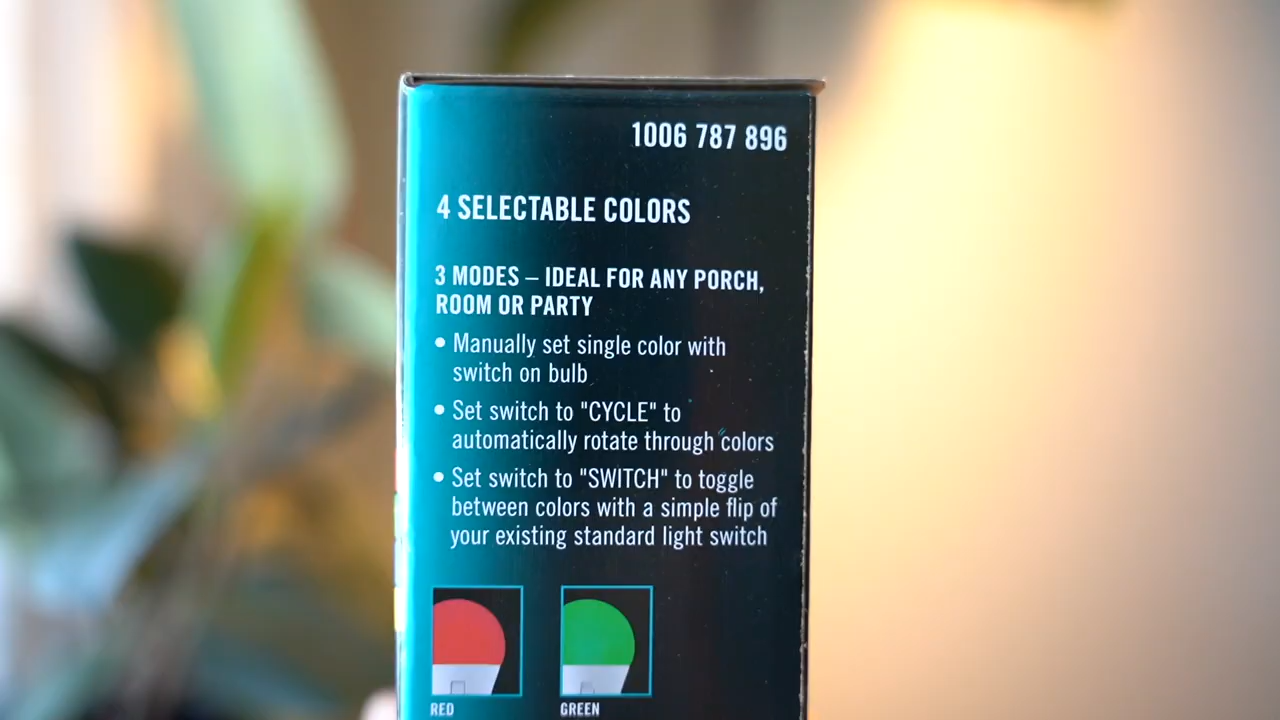 1006 787 896
4 SELECTABLE COLORS
3 MODES – IDEAL FOR ANY PORCH,
ROOM OR PARTY
• Manually set single color with
switch on bulb
• Set switch to "CYCLE" to
automatically rotate through colors
• Set switch to "SWITCH" to toggle
between colors with a simple flip of
your existing standard light switch
RED GREEN